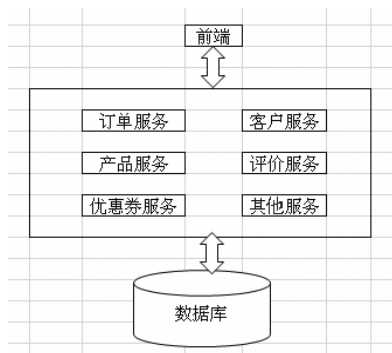 前端
订单服务 客户服务
产品服务 评价服务
优惠券服务 其他服务
数据库